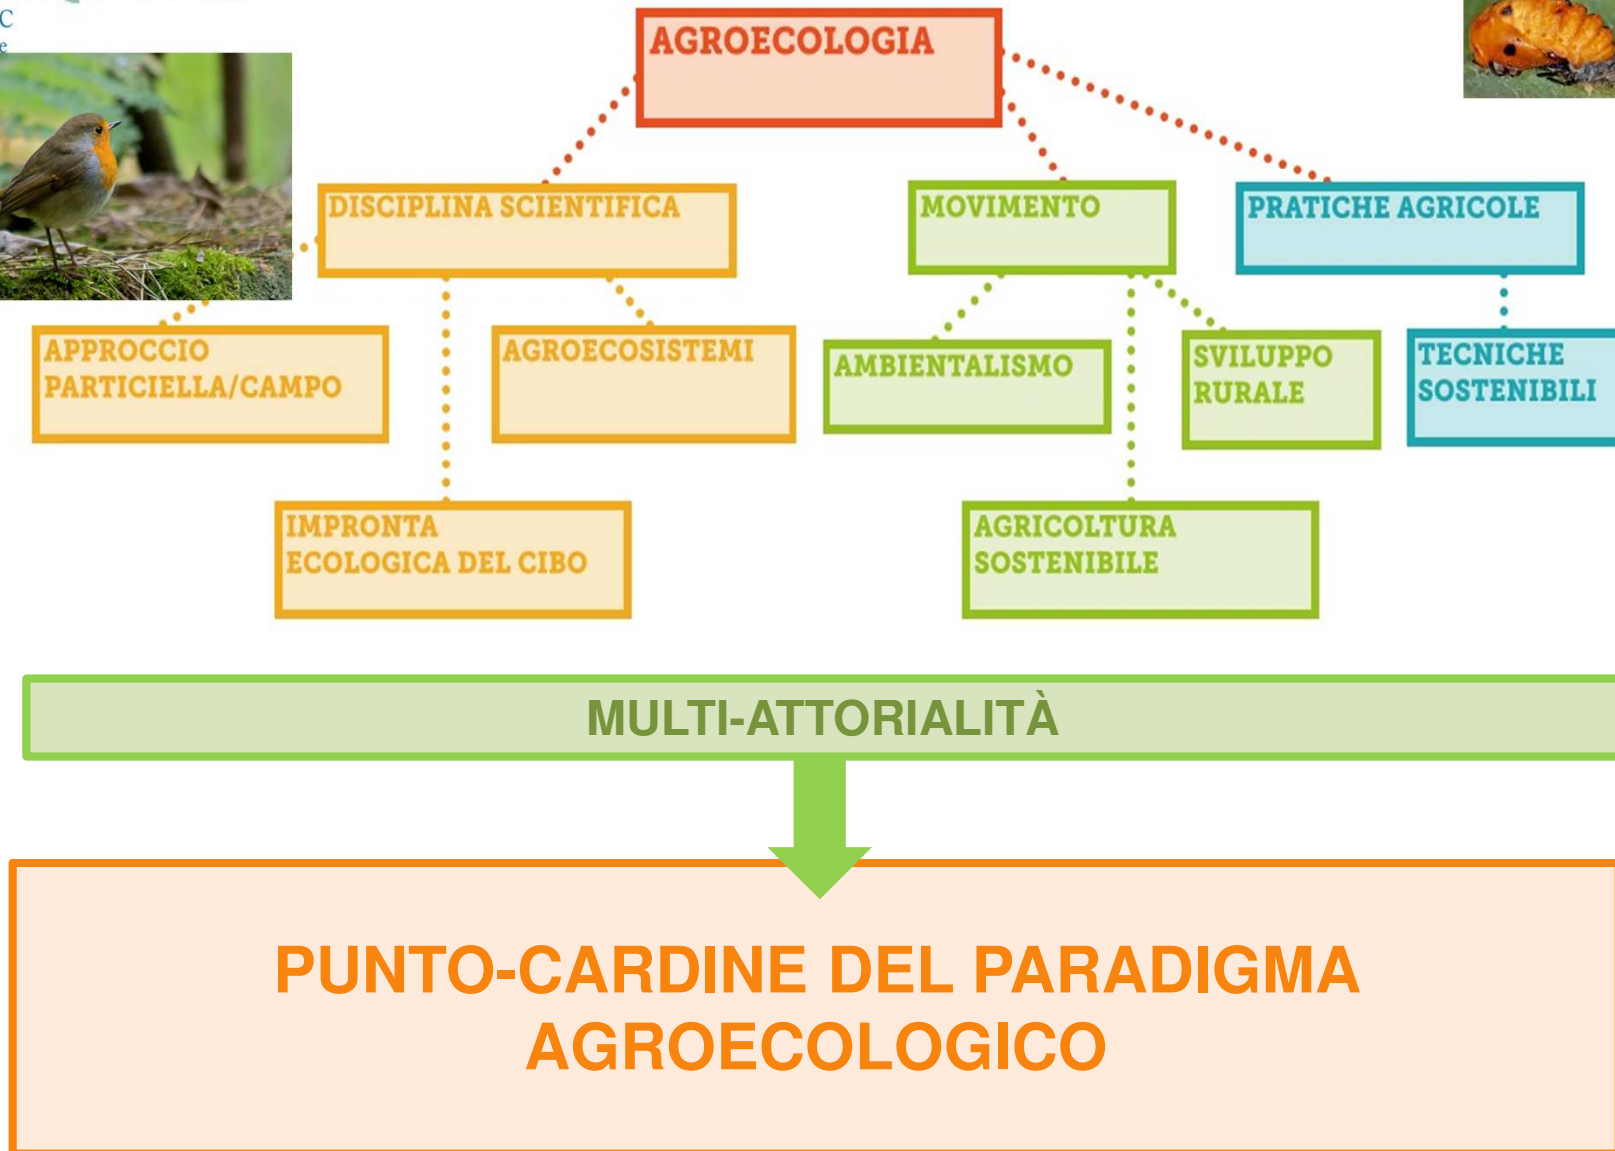 C
e
AGROECOLOGIA
DISCIPLINA SCIENTIFICA
MOVIMENTO
PRATICHE AGRICOLE
APPROCCIO
PARTICIELLA/CAMPO
AGROECOSISTEMI
AMBIENTALISMO
SVILUPPO
RURALE
TECNICHE
SOSTENIBILI
IMPRONTA
ECOLOGICA DEL CIBO
AGRICOLTURA
SOSTENIBILE
MULTI-ATTORIALITÀ
PUNTO-CARDINE DEL PARADIGMA
AGROECOLOGICO